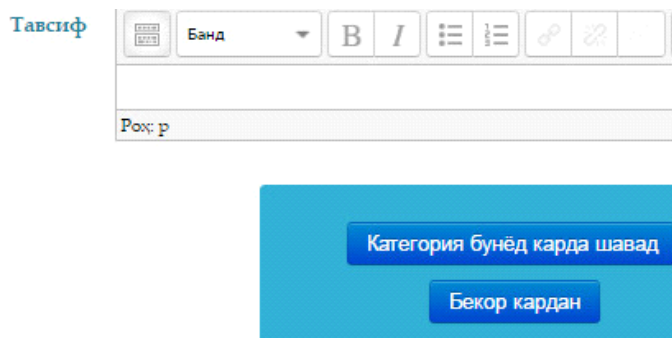 Тавсиф
Банд
B I
Роҳ: p
Категория бунёд карда шавад
Бекор кардан